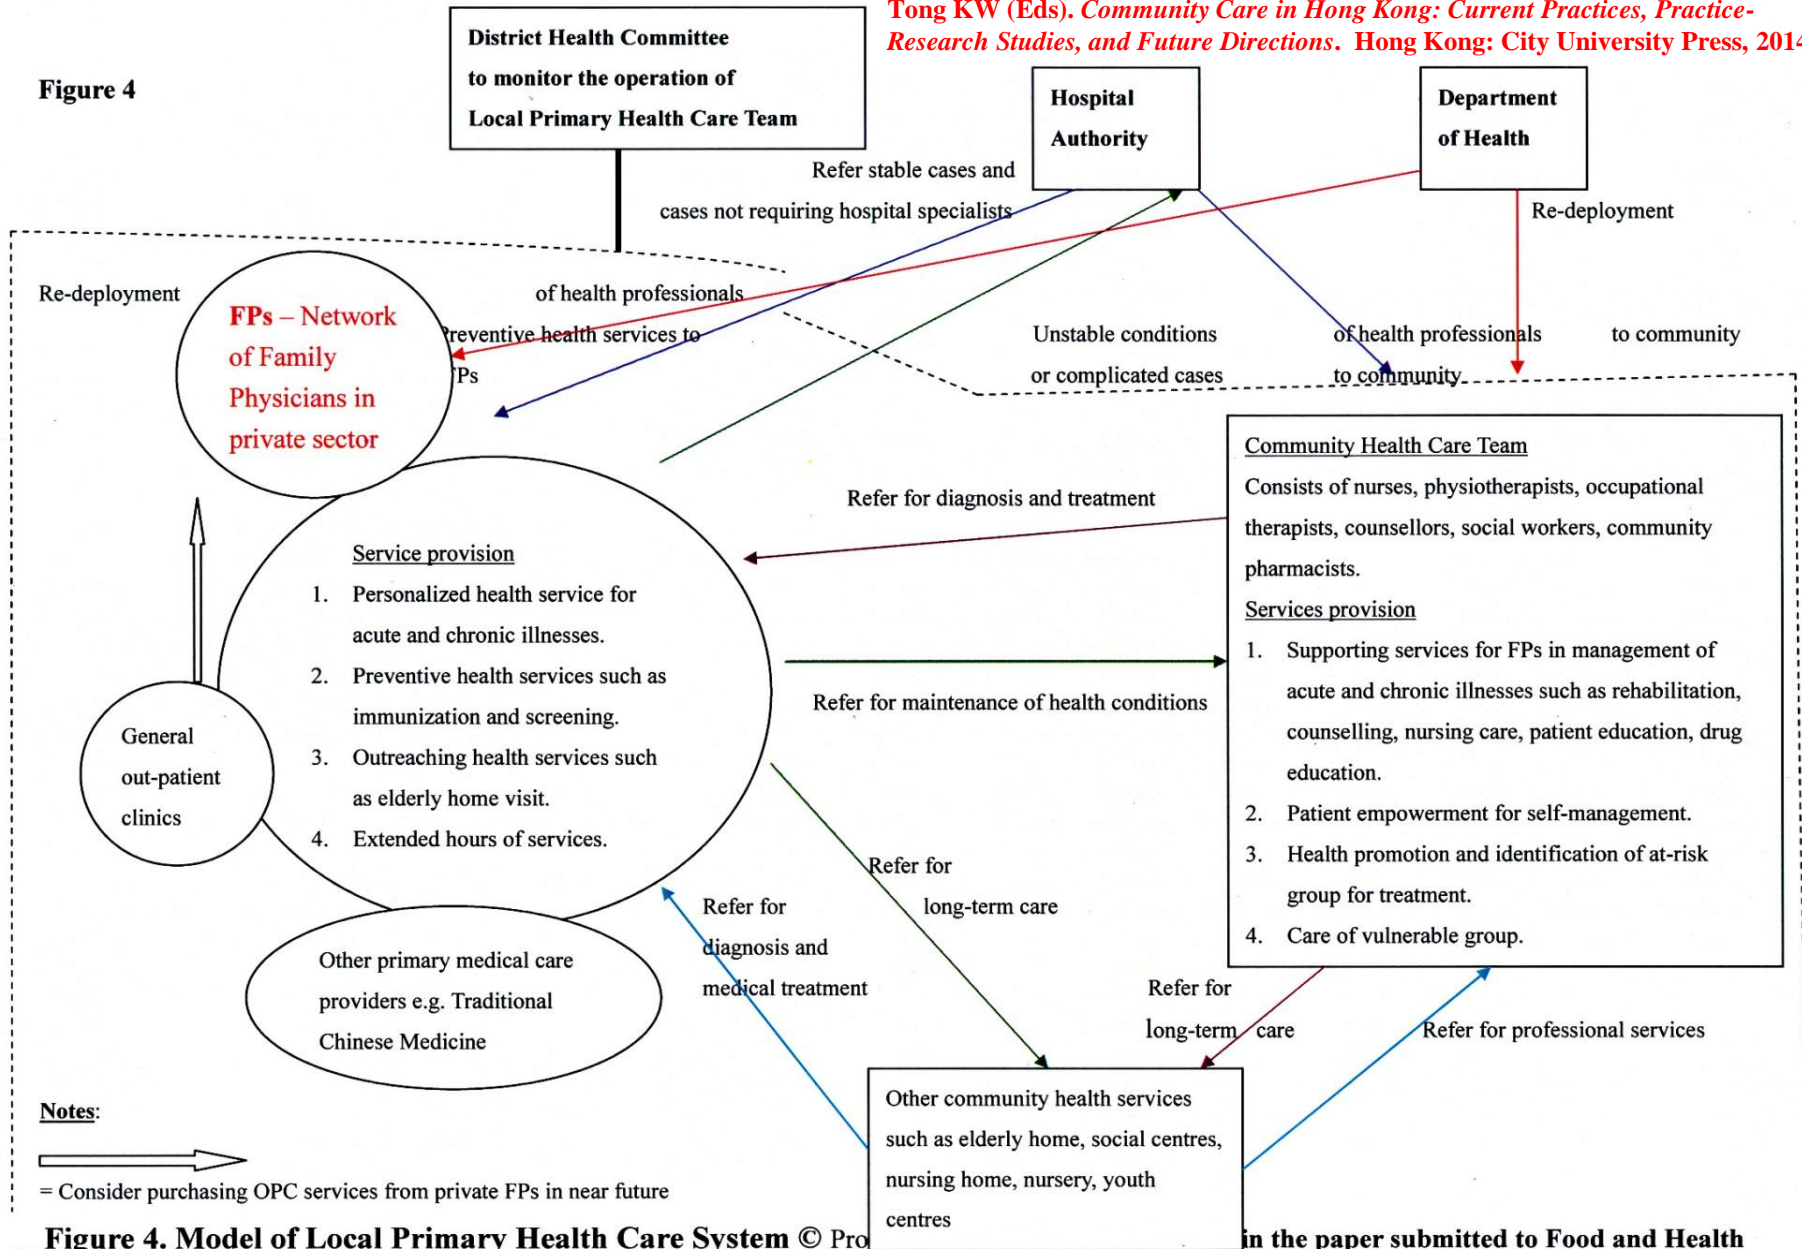 Tong KW (Eds). Community Care in Hong Kong: Current Practices, Practice-
Research Studies, and Future Directions. Hong Kong: City University Press, 2014
Figure 4
District Health Committee
to monitor the operation of
Local Primary Health Care Team
Hospital
Authority
Department
of Health
Refer stable cases and
cases not requiring hospital specialists
Re-deployment
Re-deployment
of health professionals
Preventive health services to
FPs
Unstable conditions
or complicated cases
of health professionals
to community
to community
FPs – Network
of Family
Physicians in
private sector
Service provision
1. Personalized health service for
acute and chronic illnesses.
2. Preventive health services such as
immunization and screening.
3. Outreaching health services such
as elderly home visit.
4. Extended hours of services.
General
out-patient
clinics
Other primary medical care
providers e.g. Traditional
Chinese Medicine
Refer for diagnosis and treatment
Refer for maintenance of health conditions
Community Health Care Team
Consists of nurses, physiotherapists, occupational
therapists, counsellors, social workers, community
pharmacists.
Services provision
1. Supporting services for FPs in management of
acute and chronic illnesses such as rehabilitation,
counselling, nursing care, patient education, drug
education.
2. Patient empowerment for self-management.
3. Health promotion and identification of at-risk
group for treatment.
4. Care of vulnerable group.
Refer for
long-term care
Refer for
diagnosis and
medical treatment
Refer for
long-term care
Refer for professional services
Other community health services
such as elderly home, social centres,
nursing home, nursery, youth
centres
Notes:
= Consider purchasing OPC services from private FPs in near future
Figure 4. Model of Local Primary Health Care System © Pro in the paper submitted to Food and Health